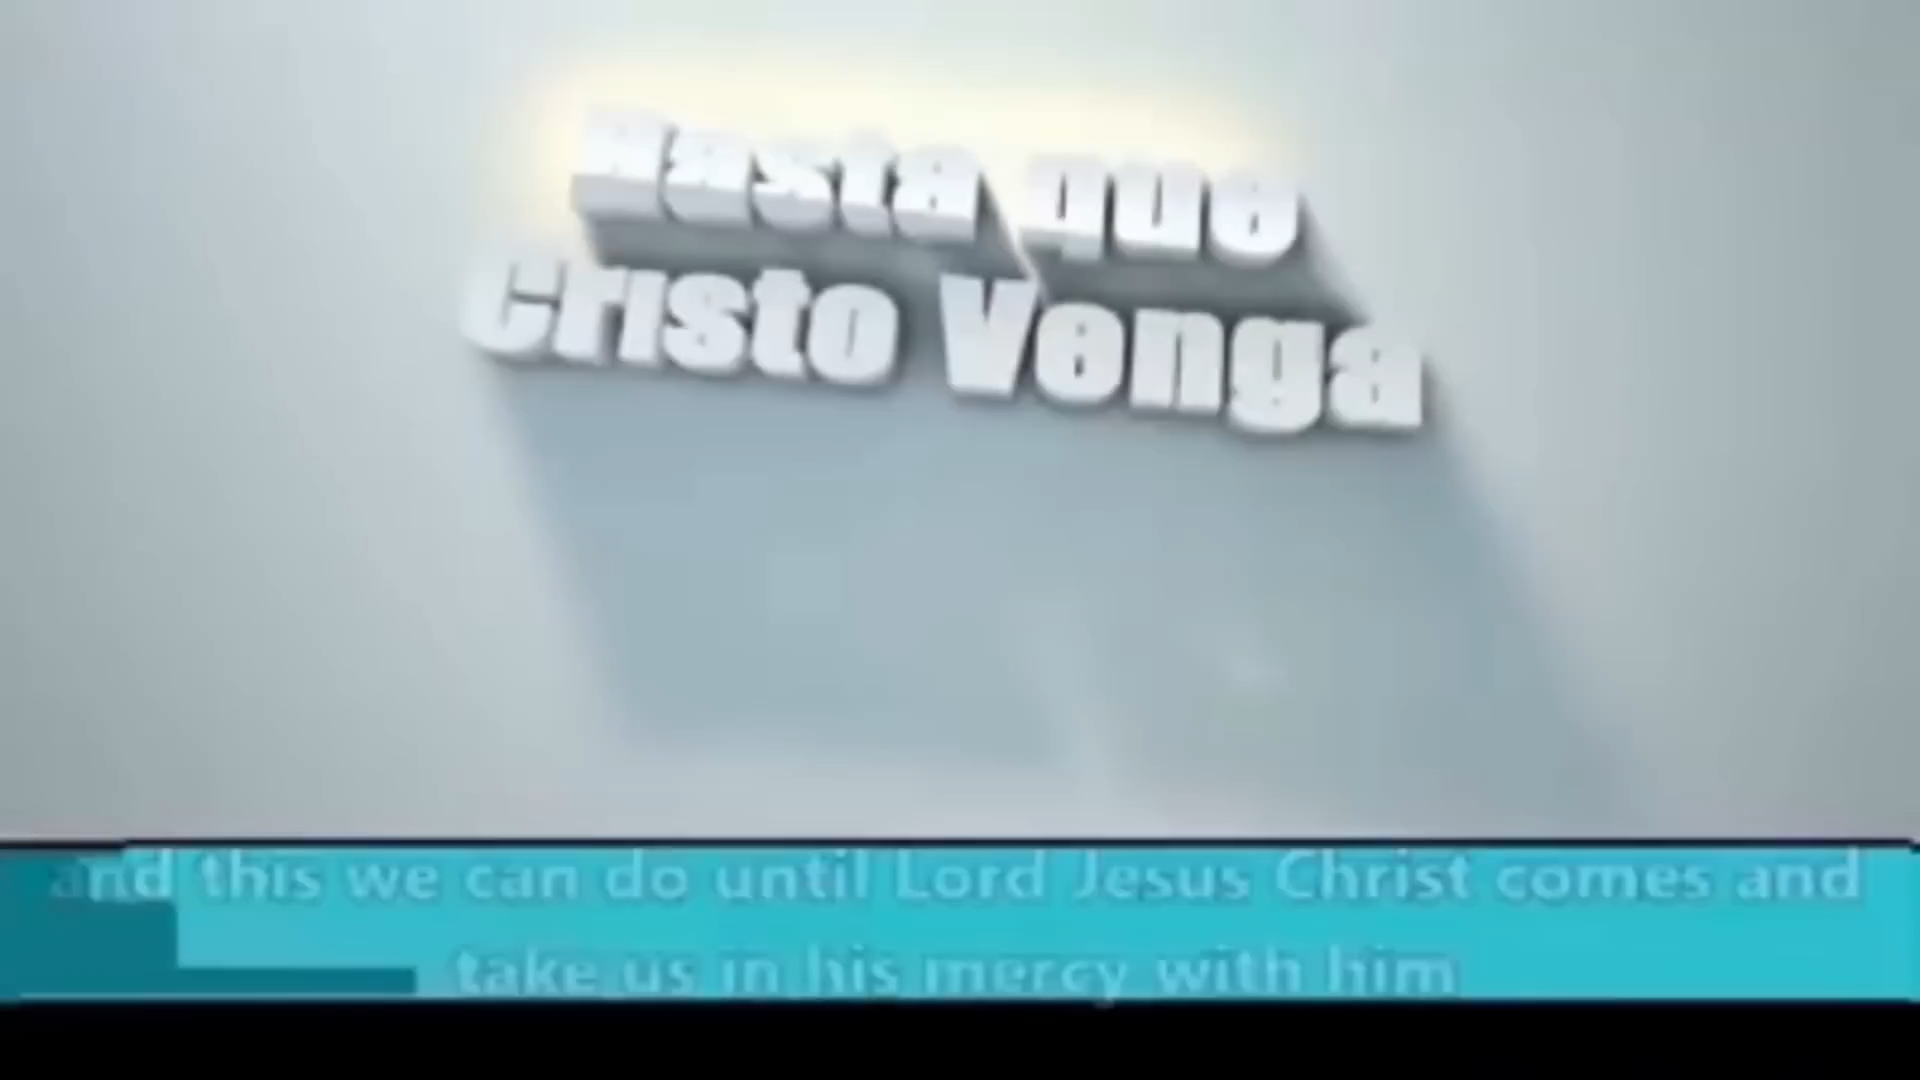 Hasta que
Cristo Venga
and this we can do until Lord Jesus Christ comes and
take us in his mercy with him